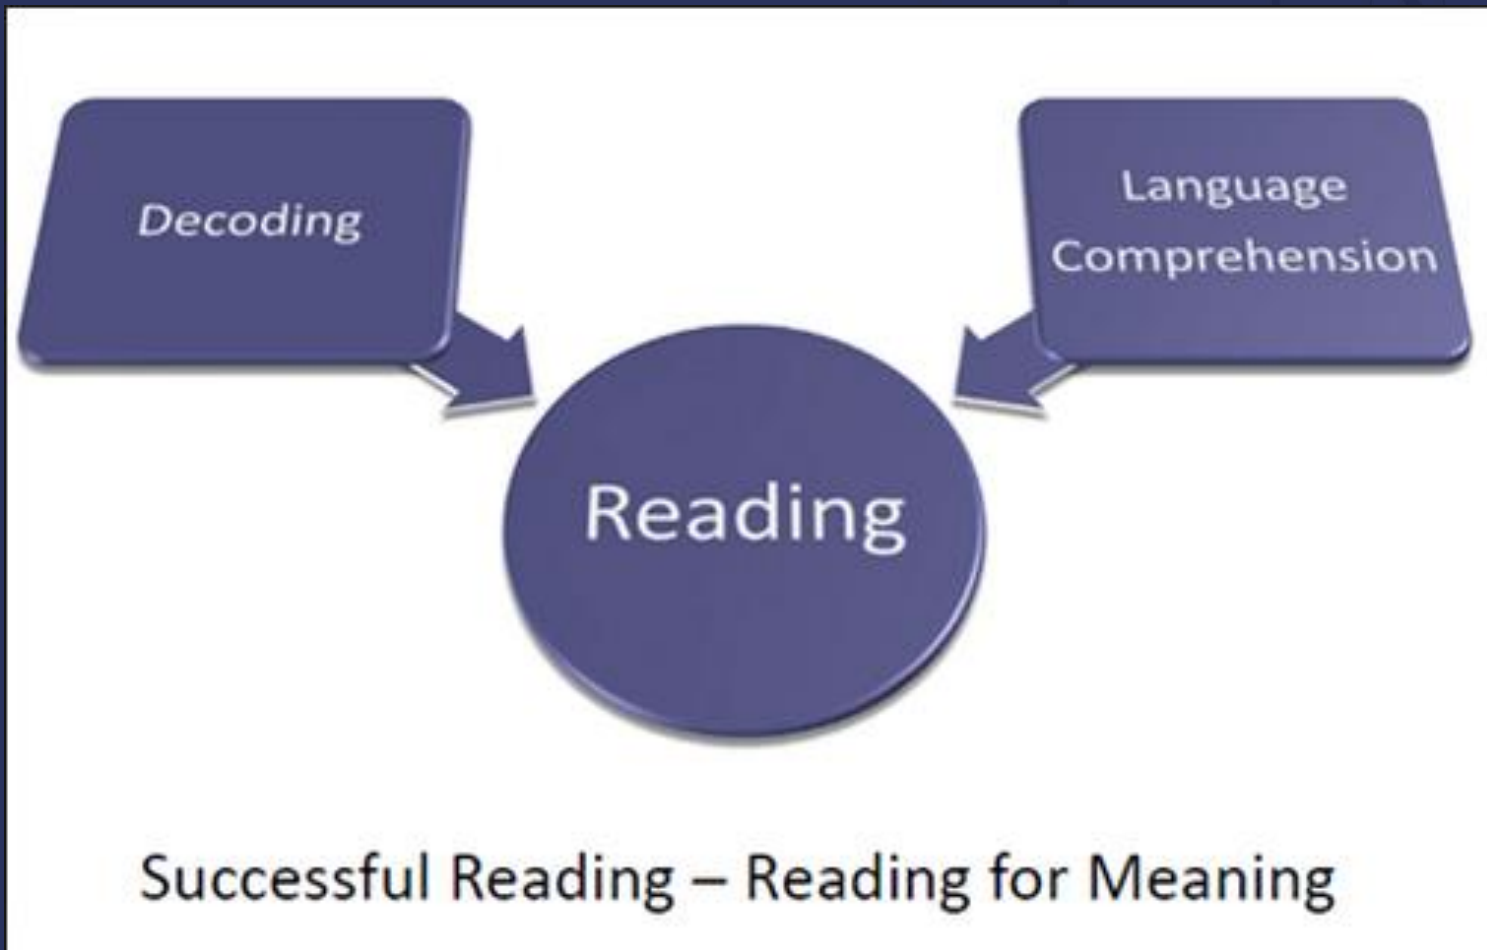 Decoding
Language
Comprehension
Reading
Successful Reading – Reading for Meaning